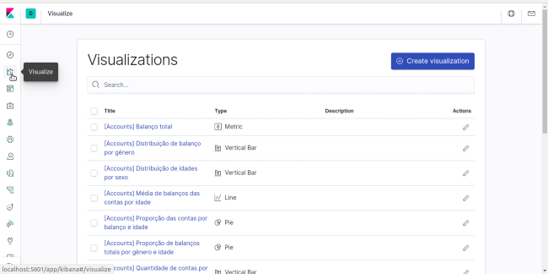 D
Visualize
Visualizations
Create visualization
Visualize
Search...
Title
Type
Description
Actions
[Accounts] Balanço total
Metric
[Accounts] Distribuição de balanço
por gênero
Vertical Bar
[Accounts] Distribuição de idades
por sexo
Vertical Bar
[Accounts] Média de balanços das
contas por idade
Line
[Accounts] Proporção das contas por
balanço e idade
Pie
[Accounts] Proporção de balanços
totais por gênero e idade
Pie
[Accounts] Quantidade de contas por
Vertical Bar
localhost:5601/app/kibana#/visualize